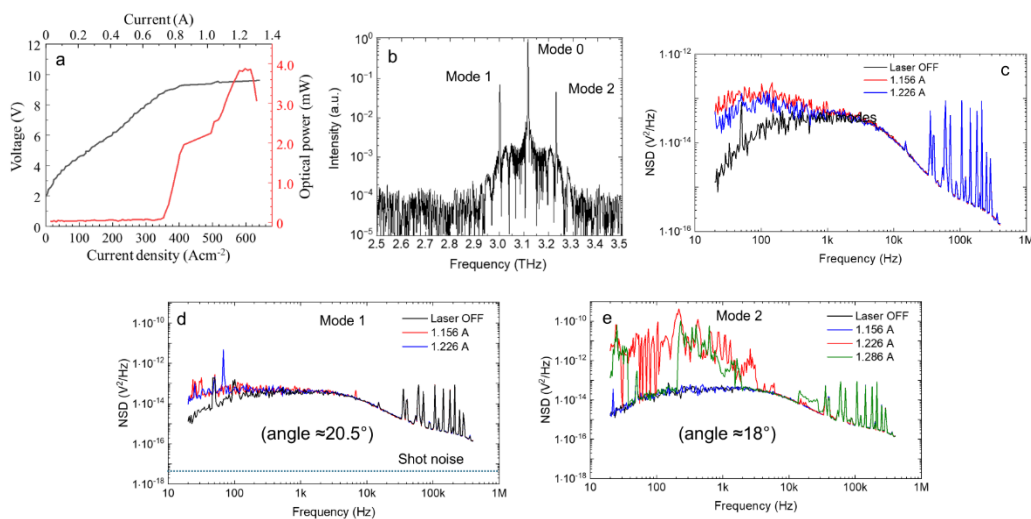 Current (A)
0 0.2 0.4 0.6 0.8 1.0 1.2 1.4
a
12
10
8
6
4
2
0
Voltage (V)
4.0
3.0
2.0
1.0
0
Optical power (mW)
0 100 200 300 400 500 600
Current density (Acm-2)
b
Mode 0
Mode 1
Mode 2
10^0
10^-1
10^-2
10^-3
10^-4
10^-5
Intensity (a.u.)
2.5 2.6 2.7 2.8 2.9 3.0 3.1 3.2 3.3 3.4 3.5
Frequency (THz)
1·10^-12
1·10^-14
1·10^-16
NSD (V²/Hz)
Laser OFF
1.156 A
1.226 A
c
10 100 1k 10k 100k 1M
Frequency (Hz)
d
Mode 1
Laser OFF
1.156 A
1.226 A
1·10^-10
1·10^-12
1·10^-14
1·10^-16
1·10^-18
NSD (V²/Hz)
(angle ≈20.5°)
Shot noise
10 100 1k 10k 100k 1M
Frequency (Hz)
e
Mode 2
Laser OFF
1.156 A
1.226 A
1.286 A
1·10^-10
1·10^-12
1·10^-14
1·10^-16
1·10^-18
NSD (V²/Hz)
(angle ≈18°)
10 100 1k 10k 100k 1M
Frequency (Hz)